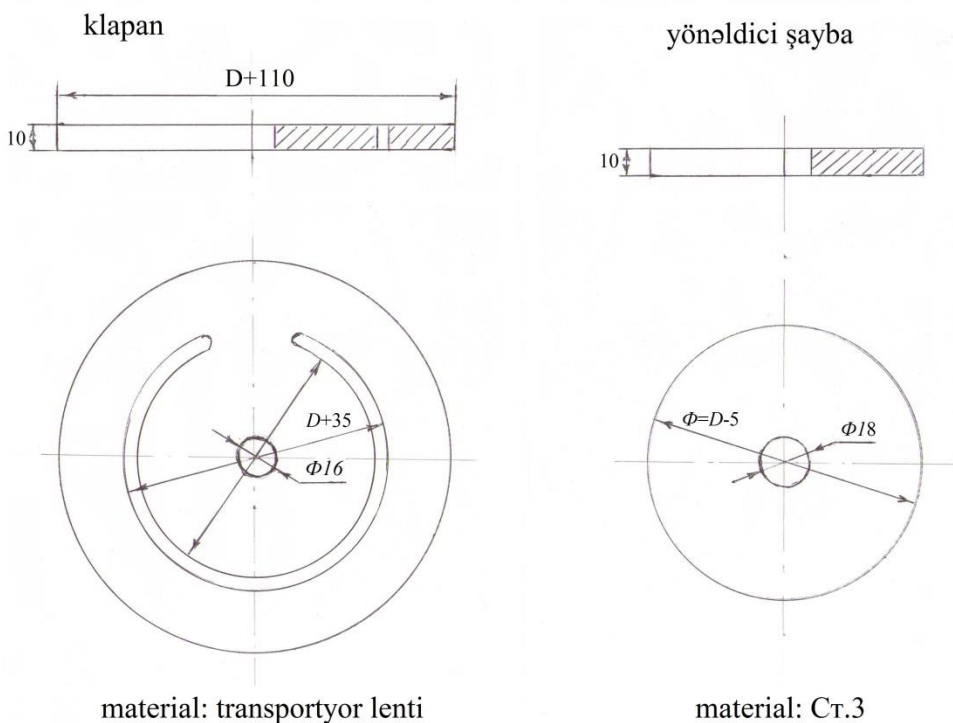 klapan
D+110
10
D+35
Φ16
material: transportyor lenti
yönəldici şayba
10
Φ=D-5
Φ18
material: Ст.3